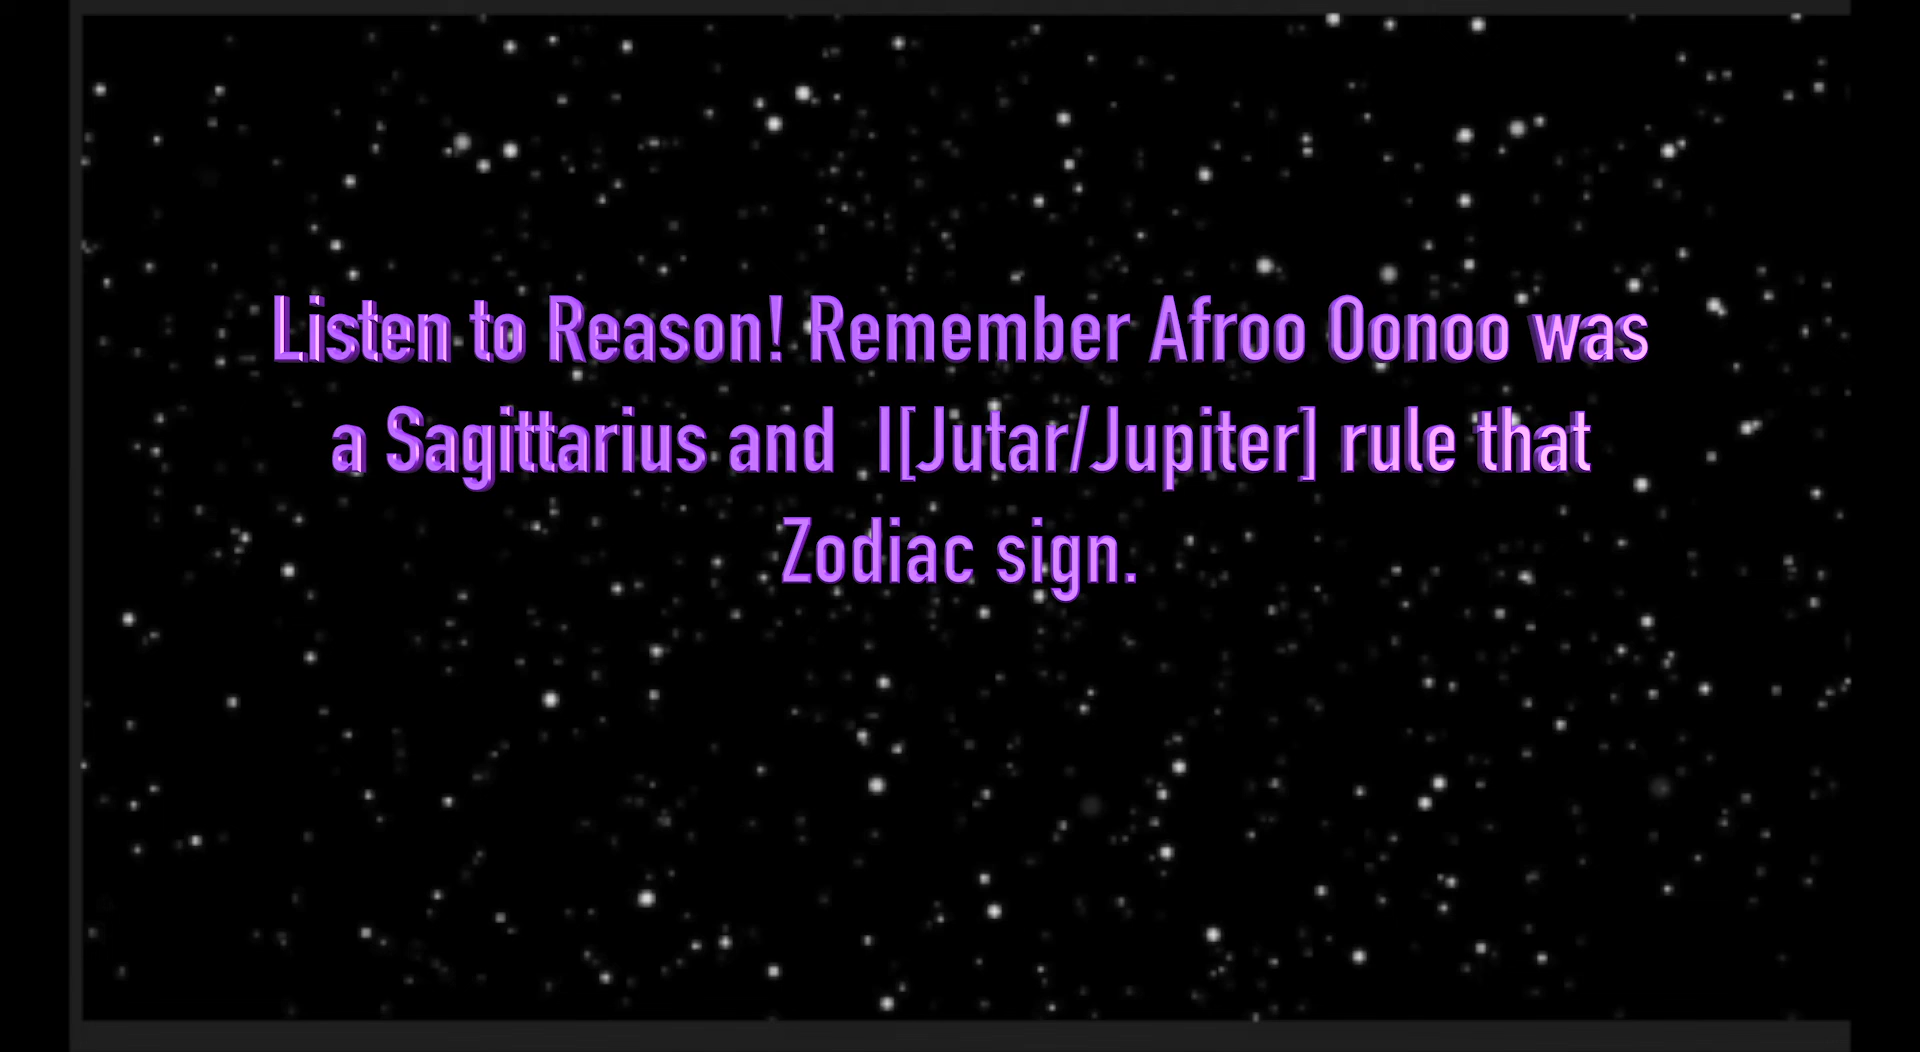 Listen to Reason! Remember Afroo Oonoo was
a Sagittarius and  I[Jutar/Jupiter] rule that
Zodiac sign.